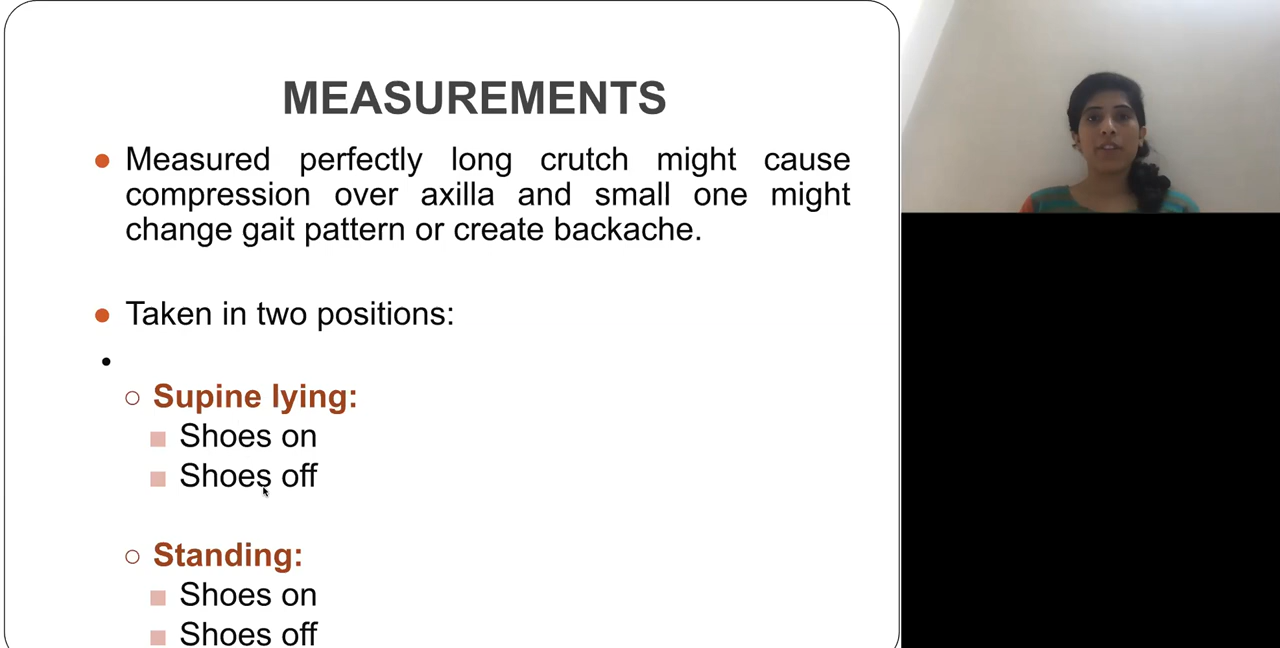 MEASUREMENTS
Measured perfectly long crutch might cause
compression over axilla and small one might
change gait pattern or create backache.
Taken in two positions:
Supine lying:
Shoes on
Shoes off
Standing:
Shoes on
Shoes off